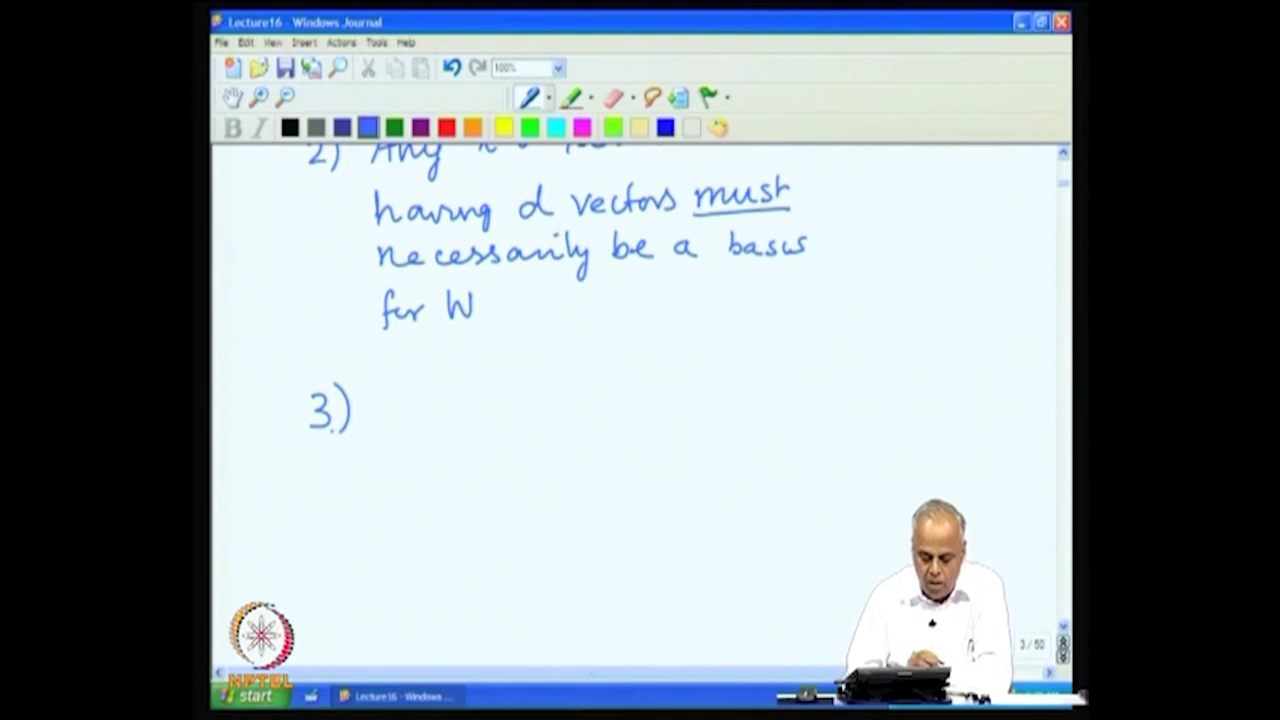 Lecture16 - Windows Journal
File Edit View Insert Actions Tools Help
100%
B I
2) Any
having d vectors must
necessarily be a basis
for W
3.)
3 / 50
NPTEL
start
Lecture16 - Windows ...